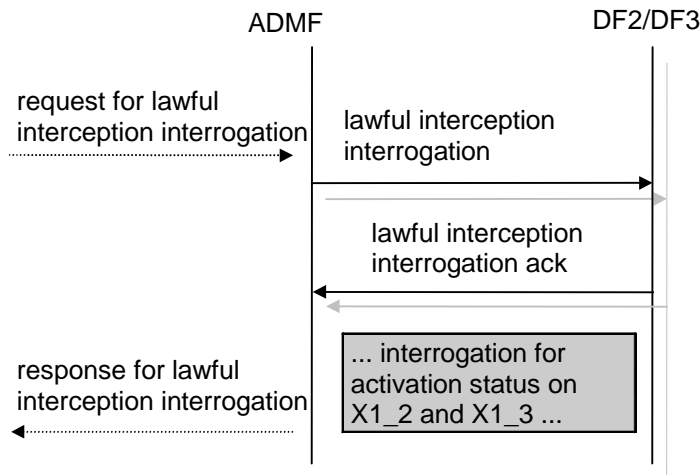 ADMF
DF2/DF3
request for lawful
interception interrogation
lawful interception
interrogation
lawful interception
interrogation ack
... interrogation for
activation status on
X1_2 and X1_3 ...
response for lawful
interception interrogation